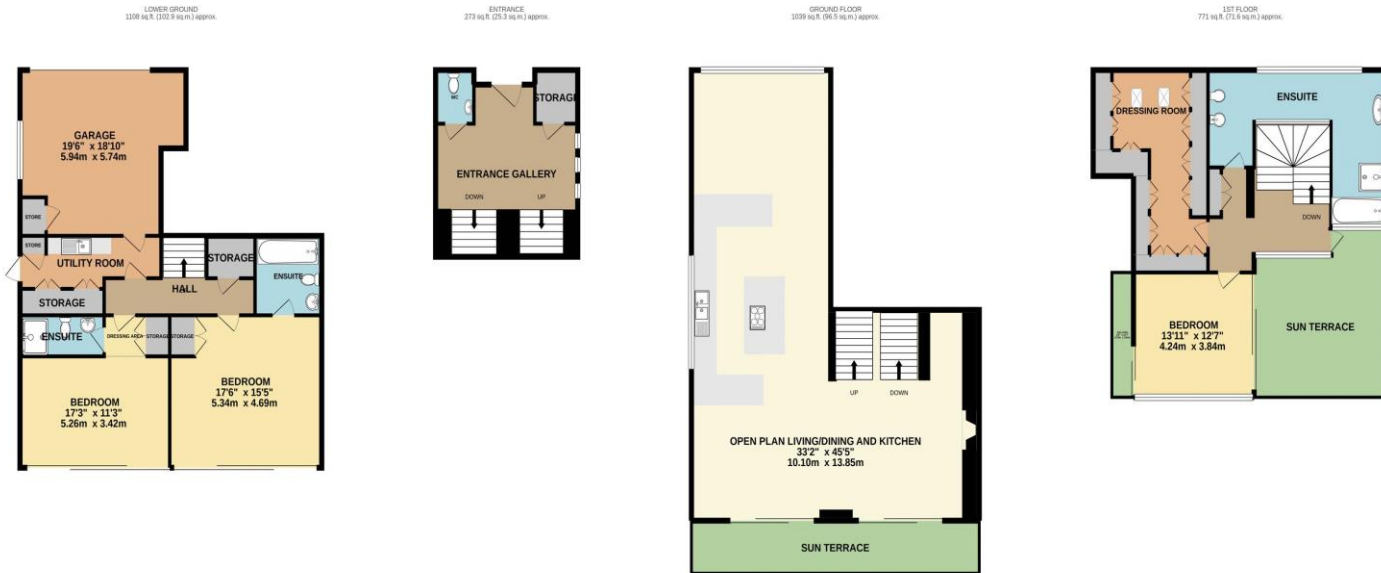 LOWER GROUND
1108 sq.ft. (102.9 sq.m.) approx.
GARAGE
19'6" x 18'10"
5.94m x 5.74m
STORE
STORE
UTILITY ROOM
STORAGE
STORAGE
HALL
ENSUITE
ENSUITE
DRESSING AREA
STORAGE
STORAGE
BEDROOM
17'3" x 11'3"
5.26m x 3.42m
BEDROOM
17'6" x 15'5"
5.34m x 4.69m
ENTRANCE
273 sq.ft. (25.3 sq.m.) approx.
WC
STORAGE
ENTRANCE GALLERY
DOWN
UP
GROUND FLOOR
1039 sq.ft. (96.5 sq.m.) approx.
UP
DOWN
OPEN PLAN LIVING/DINING AND KITCHEN
33'2" x 45'5"
10.10m x 13.85m
SUN TERRACE
1ST FLOOR
771 sq.ft. (71.6 sq.m.) approx.
DRESSING ROOM
ENSUITE
DOWN
BEDROOM
13'11" x 12'7"
4.24m x 3.84m
SUN TERRACE